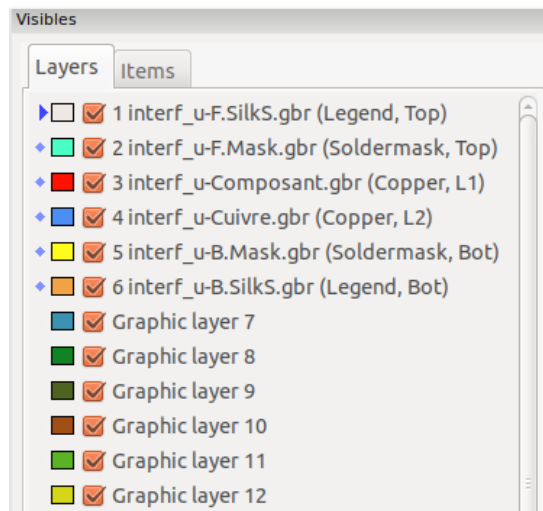 Visibles
Layers Items
1 interf_u-F.SilkS.gbr (Legend, Top)
2 interf_u-F.Mask.gbr (Soldermask, Top)
3 interf_u-Composant.gbr (Copper, L1)
4 interf_u-Cuivre.gbr (Copper, L2)
5 interf_u-B.Mask.gbr (Soldermask, Bot)
6 interf_u-B.SilkS.gbr (Legend, Bot)
Graphic layer 7
Graphic layer 8
Graphic layer 9
Graphic layer 10
Graphic layer 11
Graphic layer 12